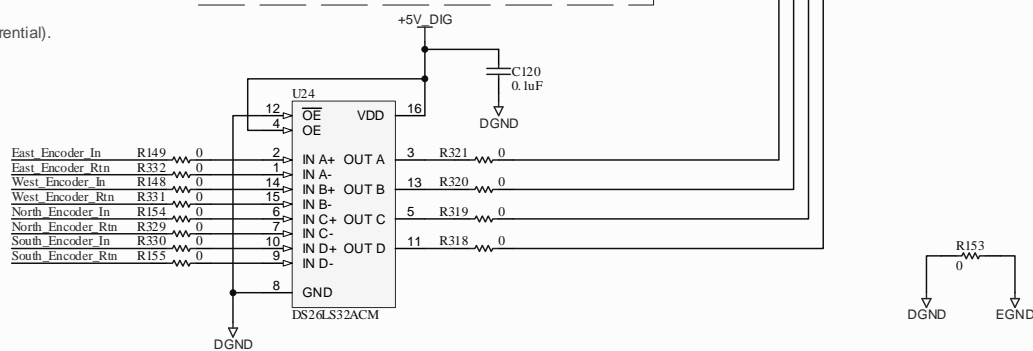 rential).
+5V_DIG
C120
0.1uF
DGND
U24
12 OE VDD 16
4 OE
East_Encoder_In R149 0 2 IN A+ OUT A 3 R321 0
East_Encoder_Rtn R332 0 1 IN A-
West_Encoder_In R148 0 14 IN B+ OUT B 13 R320 0
West_Encoder_Rtn R331 0 15 IN B-
North_Encoder_In R154 0 6 IN C+ OUT C 5 R319 0
North_Encoder_Rtn R329 0 7 IN C-
South_Encoder_In R330 0 10 IN D+ OUT D 11 R318 0
South_Encoder_Rtn R155 0 9 IN D-
8 GND
DS26LS32ACM
DGND
R153
0
DGND EGND